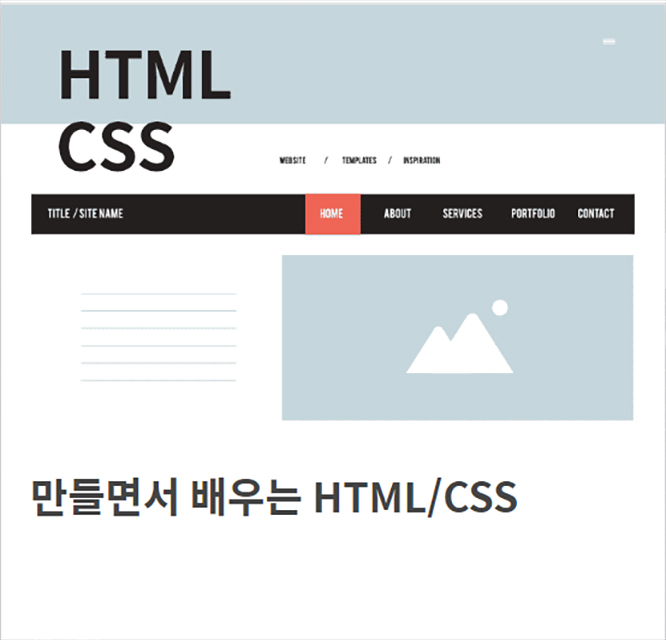 HTML
CSS
WEBSITE / TEMPLATES / INSPIRATION
TITLE / SITE NAME HOME ABOUT SERVICES PORTFOLIO CONTACT
만들면서 배우는 HTML/CSS